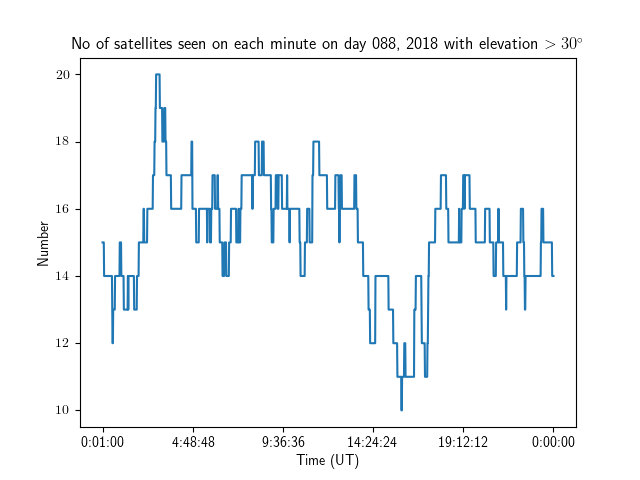 No of satellites seen on each minute on day 088, 2018 with elevation > 30°
20
18
16
14
12
10
Number
0:01:00 4:48:48 9:36:36 14:24:24 19:12:12 0:00:00
Time (UT)